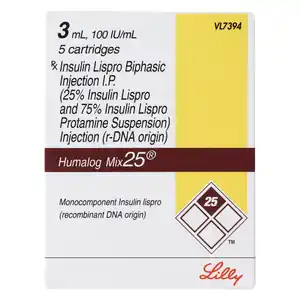 VL7394
3 mL, 100 IU/mL
5 cartridges
Rx Insulin Lispro Biphasic
Injection I.P.
(25% Insulin Lispro
and 75% Insulin Lispro
Protamine Suspension)
Injection (r-DNA origin)
Humalog Mix25®
Monocomponent Insulin lispro
(recombinant DNA origin)
25
TM
Lilly